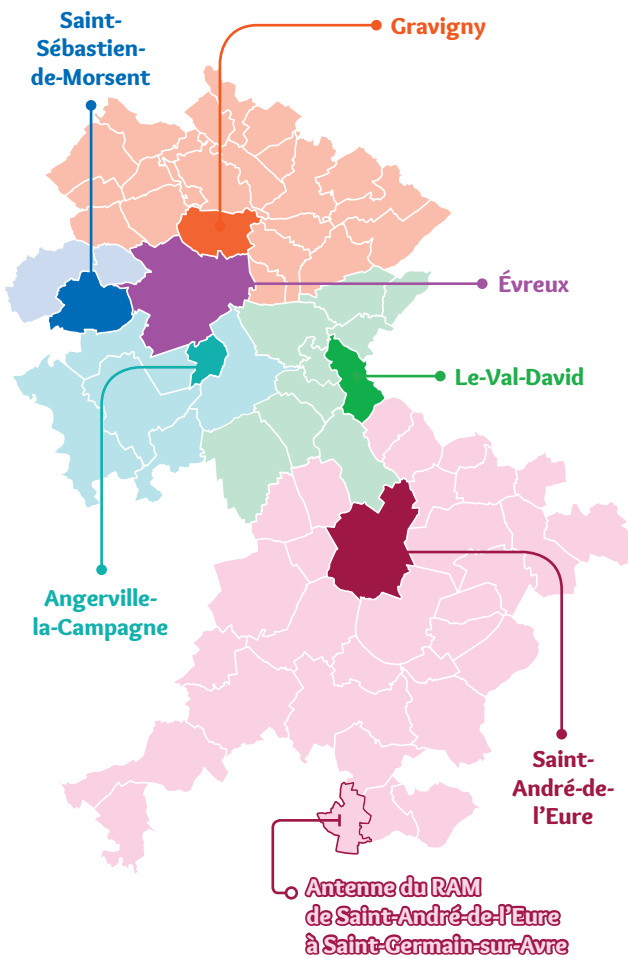 Saint-
Sébastien-
de-Morsent
Gravigny
Évreux
Le-Val-David
Angerville-
la-Campagne
Saint-
André-de-
l'Eure
Antenne du RAM
de Saint-André-de-l'Eure
à Saint-Germain-sur-Avre